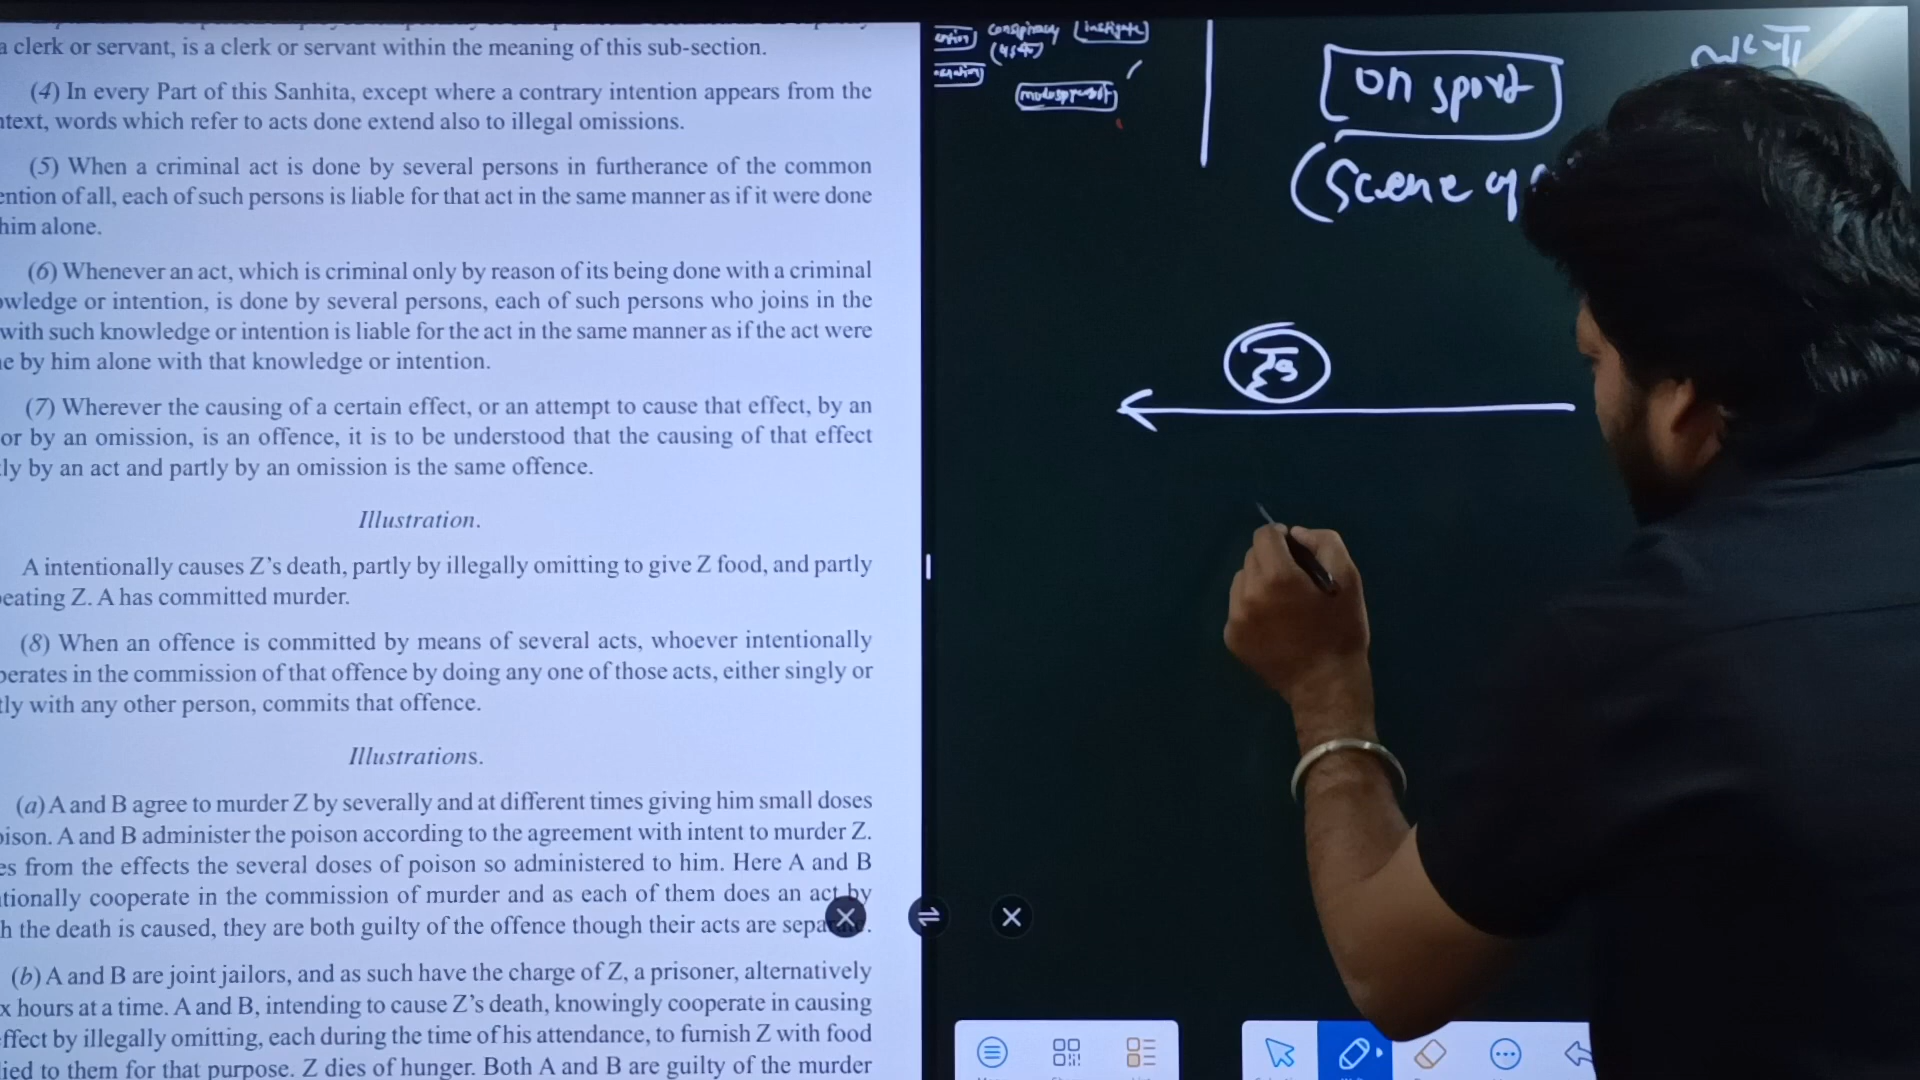 a clerk or servant, is a clerk or servant within the meaning of this sub-section.
(4) In every Part of this Sanhita, except where a contrary intention appears from the
text, words which refer to acts done extend also to illegal omissions.
(5) When a criminal act is done by several persons in furtherance of the common
ention of all, each of such persons is liable for that act in the same manner as if it were done
him alone.
(6) Whenever an act, which is criminal only by reason of its being done with a criminal
owledge or intention, is done by several persons, each of such persons who joins in the
with such knowledge or intention is liable for the act in the same manner as if the act were
e by him alone with that knowledge or intention.
(7) Wherever the causing of a certain effect, or an attempt to cause that effect, by an
or by an omission, is an offence, it is to be understood that the causing of that effect
ly by an act and partly by an omission is the same offence.
Illustration.
A intentionally causes Z's death, partly by illegally omitting to give Z food, and partly
eating Z. A has committed murder.
(8) When an offence is committed by means of several acts, whoever intentionally
perates in the commission of that offence by doing any one of those acts, either singly or
tly with any other person, commits that offence.
Illustrations.
(a) A and B agree to murder Z by severally and at different times giving him small doses
oison. A and B administer the poison according to the agreement with intent to murder Z.
es from the effects the several doses of poison so administered to him. Here A and B
tionally cooperate in the commission of murder and as each of them does an act by
h the death is caused, they are both guilty of the offence though their acts are sepa
(b) A and B are joint jailors, and as such have the charge of Z, a prisoner, alternatively
x hours at a time. A and B, intending to cause Z's death, knowingly cooperate in causing
ffect by illegally omitting, each during the time of his attendance, to furnish Z with food
lied to them for that purpose. Z dies of hunger. Both A and B are guilty of the murder
conspiracy instigate
on sport
(Scene of